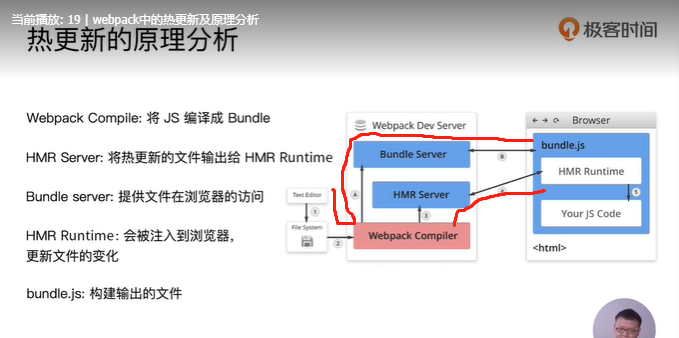 当前播放: 19 | webpack中的热更新及原理分析
热更新的原理分析
极客时间
Webpack Compile: 将 JS 编译成 Bundle
HMR Server: 将热更新的文件输出给 HMR Runtime
Bundle server: 提供文件在浏览器的访问
HMR Runtime: 会被注入到浏览器，
更新文件的变化
bundle.js: 构建输出的文件
Webpack Dev Server
Bundle Server
HMR Server
Webpack Compiler
Text Editor
File System
1
2
3
4
5
A
B
Browser
bundle.js
HMR Runtime
Your JS Code
<html>